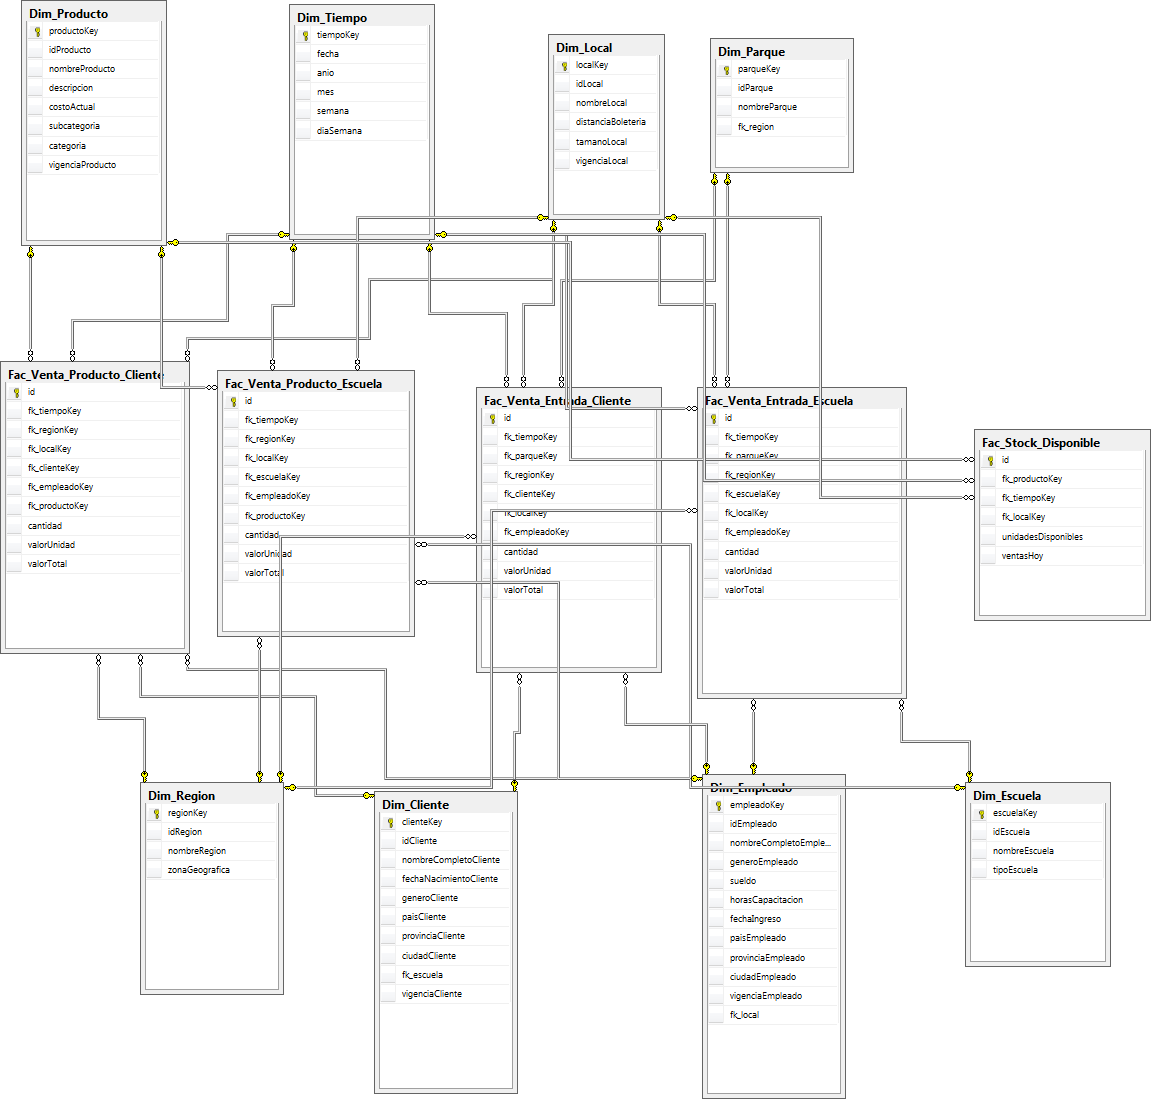 Dim_Producto
productoKey
idProducto
nombreProducto
descripcion
costoActual
subcategoria
categoria
vigenciaProducto
Dim_Tiempo
tiempoKey
fecha
anio
mes
semana
diaSemana
Dim_Local
localKey
idLocal
nombreLocal
distanciaBoleteria
tamanoLocal
vigenciaLocal
Dim_Parque
parqueKey
idParque
nombreParque
fk_region
Fac_Venta_Producto_Cliente
id
fk_tiempoKey
fk_regionKey
fk_localKey
fk_clienteKey
fk_empleadoKey
fk_productoKey
cantidad
valorUnidad
valorTotal
Fac_Venta_Producto_Escuela
id
fk_tiempoKey
fk_regionKey
fk_localKey
fk_escuelaKey
fk_empleadoKey
fk_productoKey
cantidad
valorUnidad
valorTotal
Fac_Venta_Entrada_Cliente
id
fk_tiempoKey
fk_parqueKey
fk_regionKey
fk_clienteKey
fk_localKey
fk_empleadoKey
cantidad
valorUnidad
valorTotal
Fac_Venta_Entrada_Escuela
id
fk_tiempoKey
fk_parqueKey
fk_regionKey
fk_escuelaKey
fk_localKey
fk_empleadoKey
cantidad
valorUnidad
valorTotal
Fac_Stock_Disponible
id
fk_productoKey
fk_tiempoKey
fk_localKey
unidadesDisponibles
ventasHoy
Dim_Region
regionKey
idRegion
nombreRegion
zonaGeografica
Dim_Cliente
clienteKey
idCliente
nombreCompletoCliente
fechaNacimientoCliente
generoCliente
paisCliente
provinciaCliente
ciudadCliente
fk_escuela
vigenciaCliente
Dim_Empleado
empleadoKey
idEmpleado
nombreCompletoEmple...
generoEmpleado
sueldo
horasCapacitacion
fechaIngreso
paisEmpleado
provinciaEmpleado
ciudadEmpleado
vigenciaEmpleado
fk_local
Dim_Escuela
escuelaKey
idEscuela
nombreEscuela
tipoEscuela